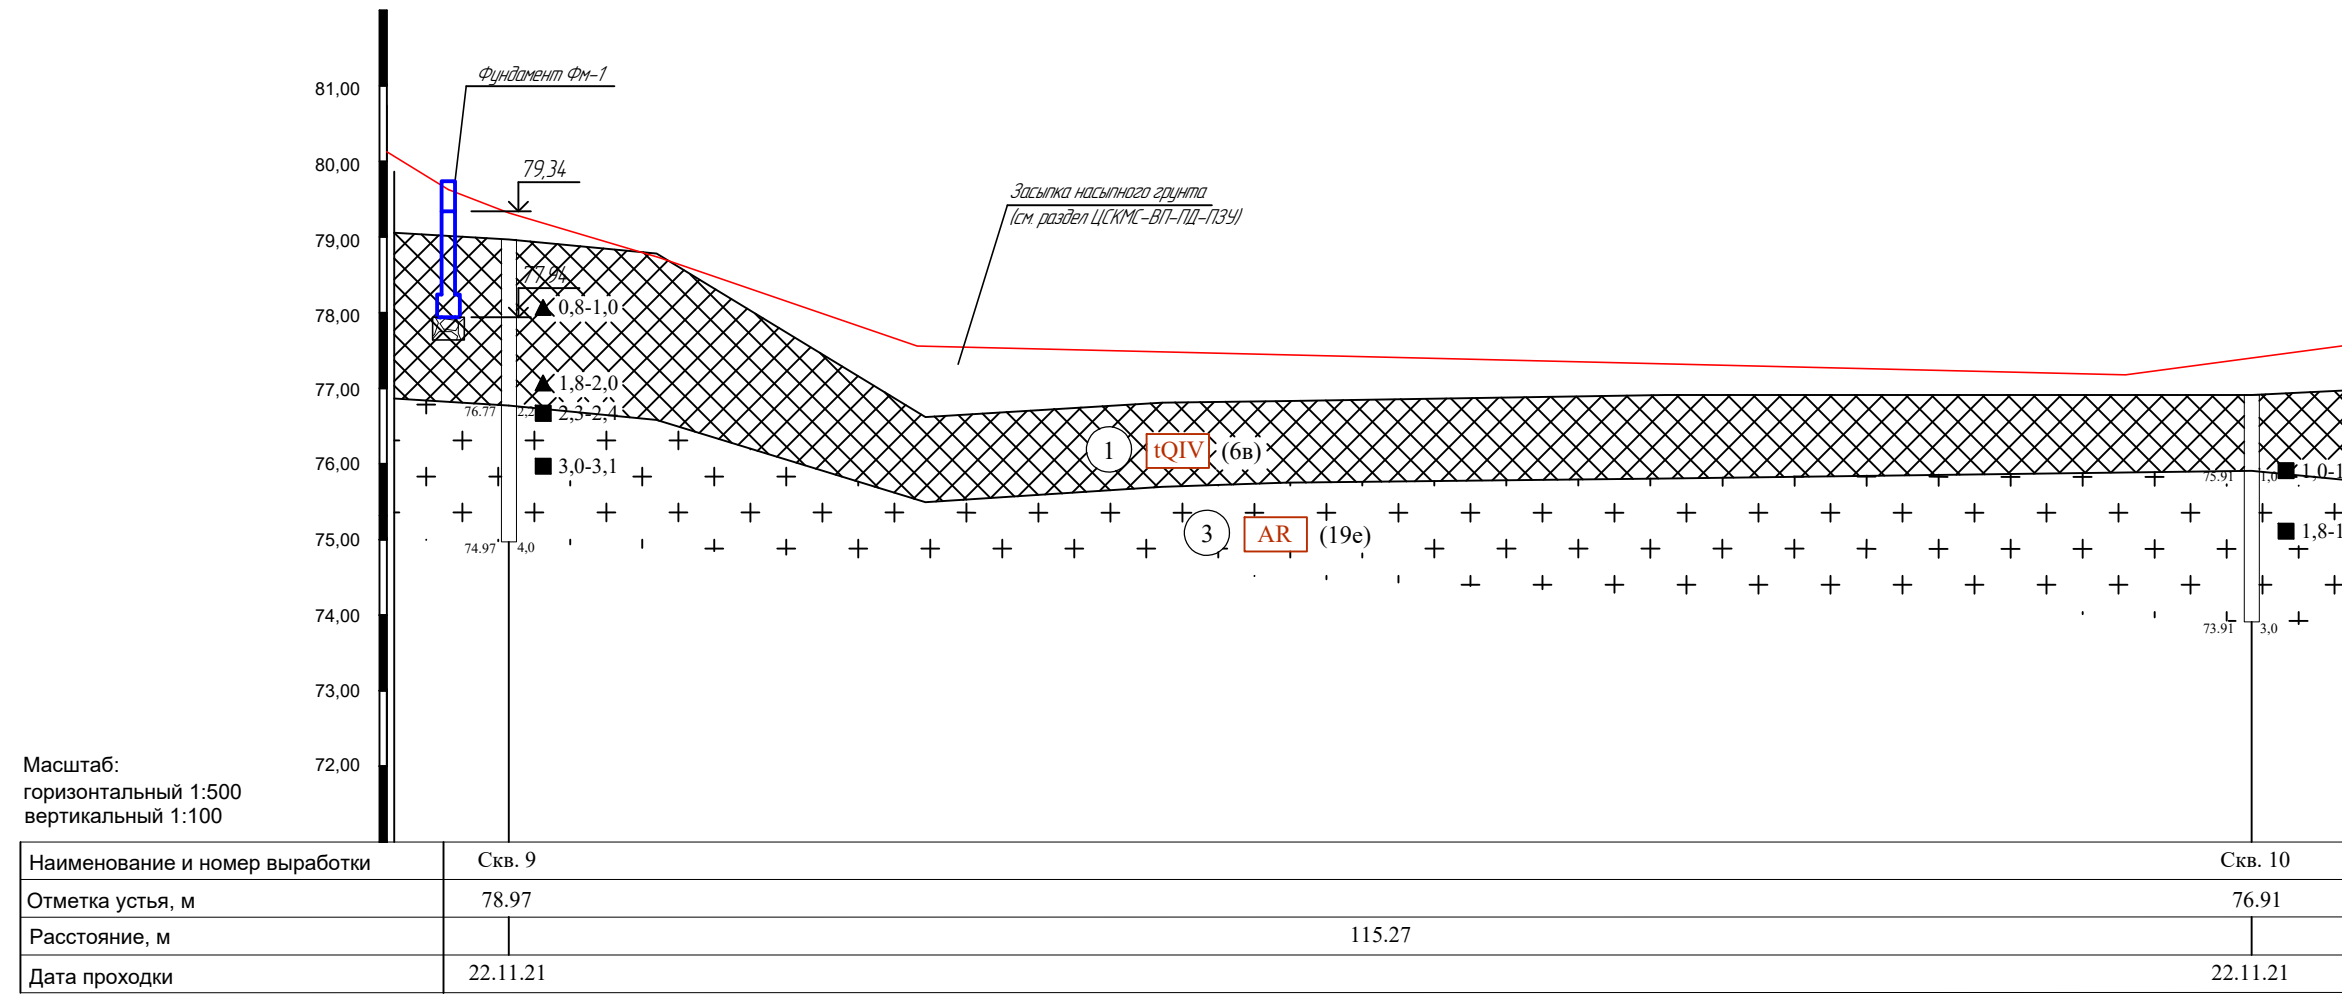 Фундамент Фм-1
81,00
80,00
79,34
Засыпка насыпного грунта
(см. раздел ЦСКМС-ВП-ПД-ПЗУ)
79,00
77,94
78,00
0,8-1,0
77,00
1,8-2,0
76.77
2,3-2,4
1
tQIV
(6в)
76,00
3,0-3,1
75.91
1,0
3
AR
(19е)
75,00
74.97
4,0
74,00
73.91
3,0
73,00
72,00
Масштаб:
горизонтальный 1:500
вертикальный 1:100
Наименование и номер выработки
Скв. 9
Скв. 10
Отметка устья, м
78.97
76.91
Расстояние, м
115.27
Дата проходки
22.11.21
22.11.21